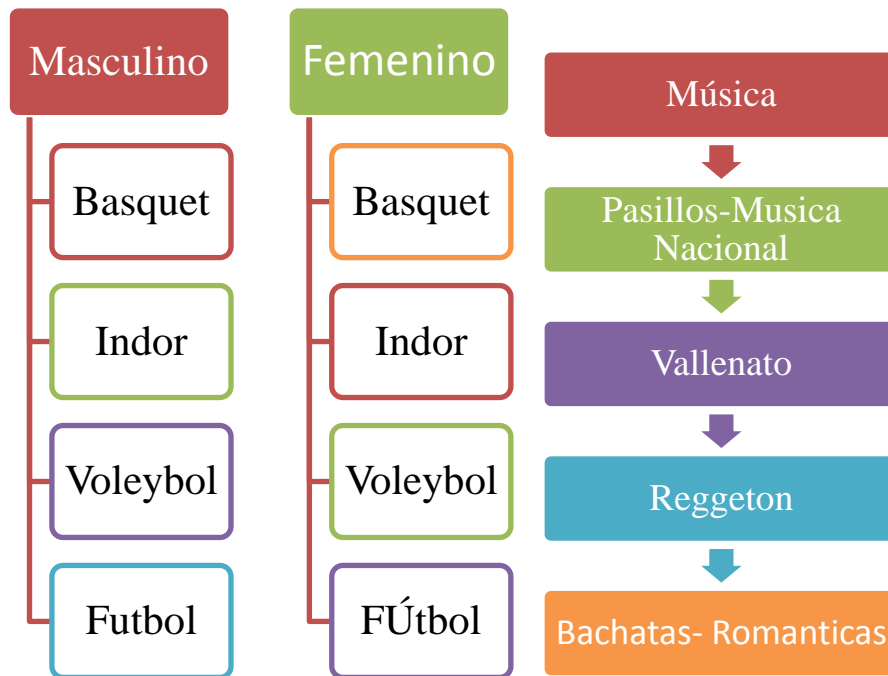 Masculino
Basquet
Indor
Voleybol
Futbol
Femenino
Basquet
Indor
Voleybol
FÚtbol
Música
Pasillos-Musica
Nacional
Vallenato
Reggeton
Bachatas- Romanticas